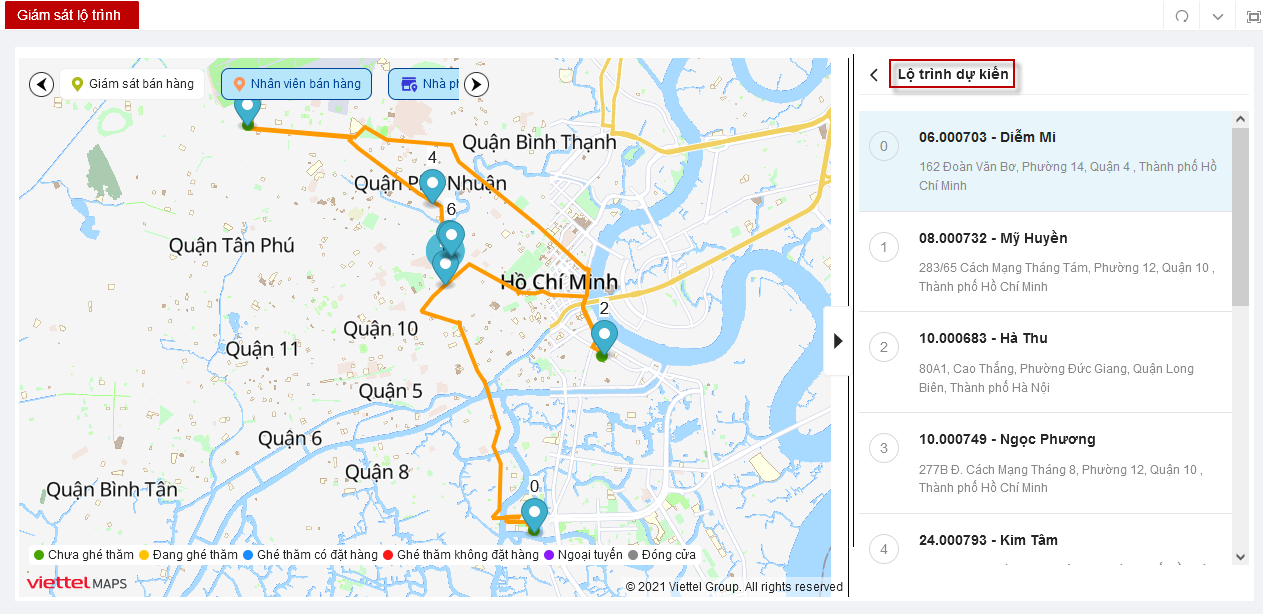 Giám sát lộ trình
Giám sát bán hàng
Nhân viên bán hàng
Nhà ph
Quận Bình Thạnh
4
Quận P Nhuận
6
Quận Tân Phú
Hồ Chí Minh
2
Quận 10
Quận 11
Quận 5
Quận 6
Quận 8
0
Quận Bình Tân
Chưa ghé thăm
Đang ghé thăm
Ghé thăm có đặt hàng
Ghé thăm không đặt hàng
Ngoại tuyến
Đóng cửa
viettel MAPS
© 2021 Viettel Group. All rights reserved
Lộ trình dự kiến
0
06.000703 - Diễm Mi
162 Đoàn Văn Bơ, Phường 14, Quận 4 , Thành phố Hồ
Chí Minh
1
08.000732 - Mỹ Huyền
283/65 Cách Mạng Tháng Tám, Phường 12, Quận 10 ,
Thành phố Hồ Chí Minh
2
10.000683 - Hà Thu
80A1, Cao Thắng, Phường Đức Giang, Quận Long
Biên, Thành phố Hà Nội
3
10.000749 - Ngọc Phương
277B Đ. Cách Mạng Tháng 8, Phường 12, Quận 10 ,
Thành phố Hồ Chí Minh
4
24.000793 - Kim Tâm